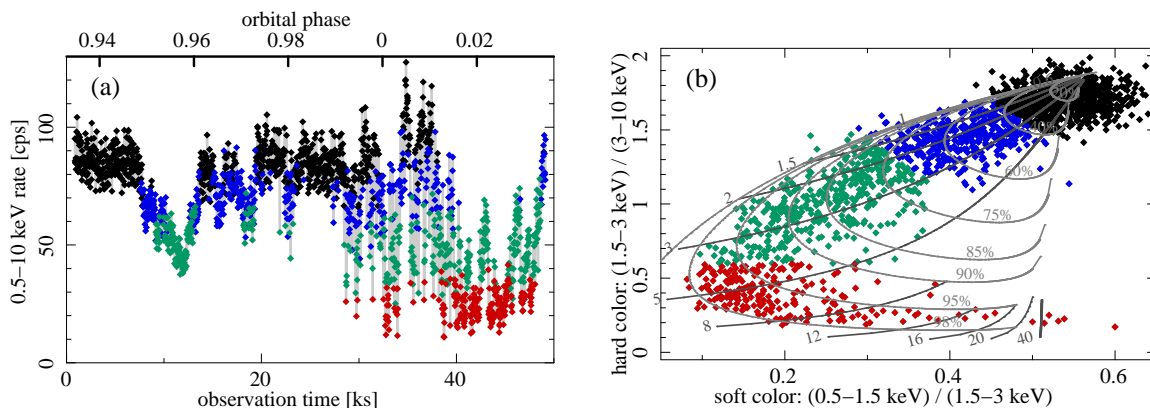 orbital phase
0.94 0.96 0.98 0 0.02
(a)
0.5–10 keV rate [cps]
100
50
0
0 20 40
observation time [ks]
(b)
hard color: (1.5–3 keV) / (3–10 keV)
2
1.5
1
0.5
0
0.2 0.4 0.6
soft color: (0.5–1.5 keV) / (1.5–3 keV)
1
1.5
2
3
5
8
12
16
20
40
60%
75%
85%
90%
95%
98%